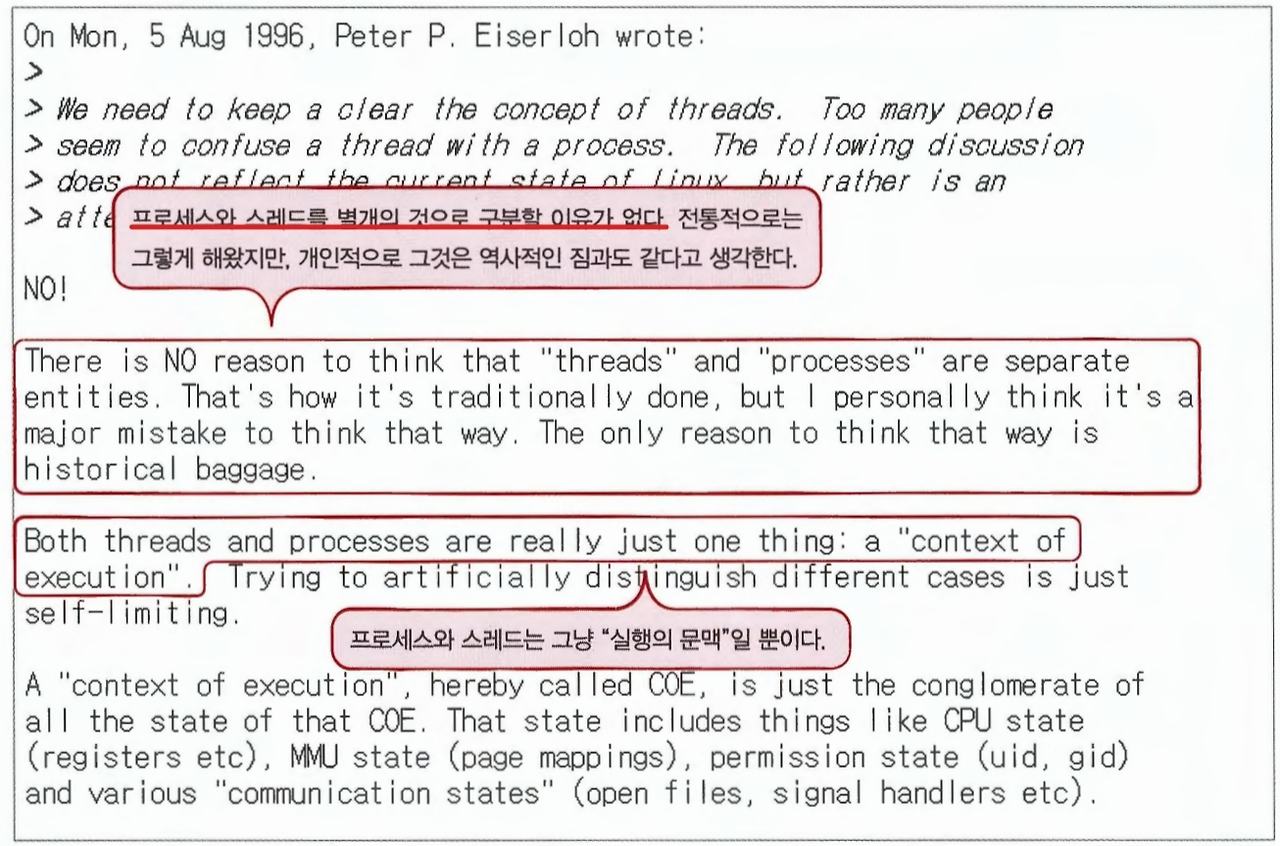 On Mon, 5 Aug 1996, Peter P. Eiserloh wrote:
>
> We need to keep a clear the concept of threads. Too many people
> seem to confuse a thread with a process. The following discussion
> does not reflect the current state of linux, but rather is an
> atte
프로세스와 스레드를 별개의 것으로 구분할 이유가 없다. 전통적으로는
그렇게 해왔지만, 개인적으로 그것은 역사적인 짐과도 같다고 생각한다.
NO!
There is NO reason to think that "threads" and "processes" are separate
entities. That's how it's traditionally done, but I personally think it's a
major mistake to think that way. The only reason to think that way is
historical baggage.
Both threads and processes are really just one thing: a "context of
execution". Trying to artificially distinguish different cases is just
self-limiting.
프로세스와 스레드는 그냥 “실행의 문맥”일 뿐이다.
A "context of execution", hereby called COE, is just the conglomerate of
all the state of that COE. That state includes things like CPU state
(registers etc), MMU state (page mappings), permission state (uid, gid)
and various "communication states" (open files, signal handlers etc).